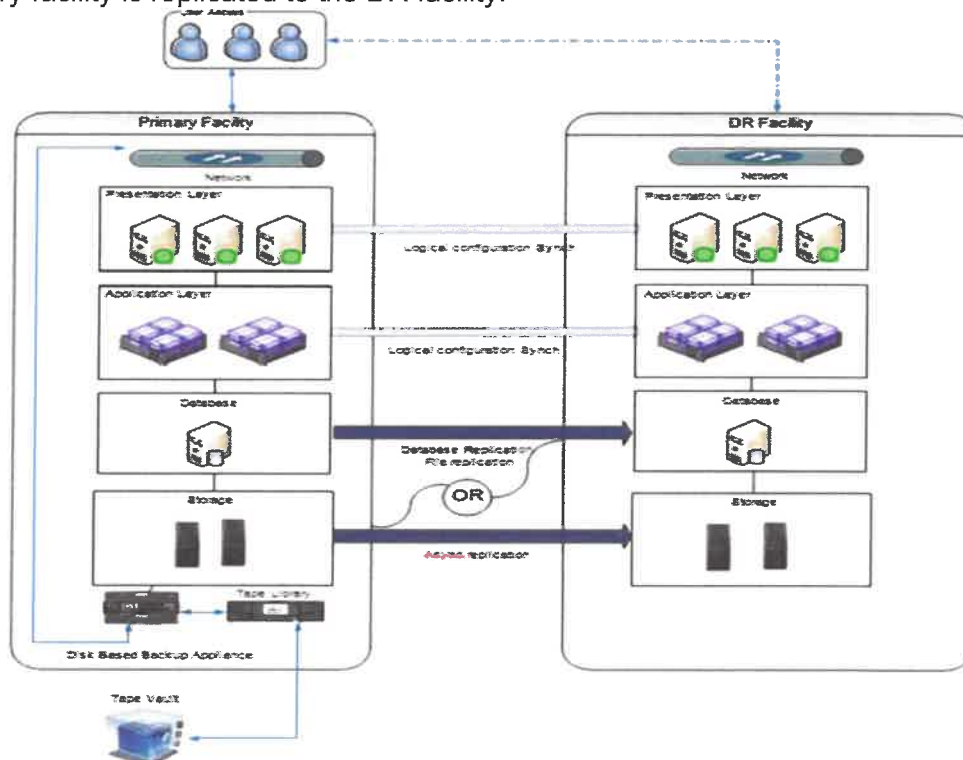 facility is replicated to the
User Access
Primary Facility
DR Facility
Network
Network
Presentation Layer
Presentation Layer
Logical configuration Synch
Application Layer
Application Layer
Logical configuration Synch
Database
Database
Database Replication
File replication
OR
Storage
Storage
Async replication
Tape Library
Disk Based Backup Appliance
Tape Vault